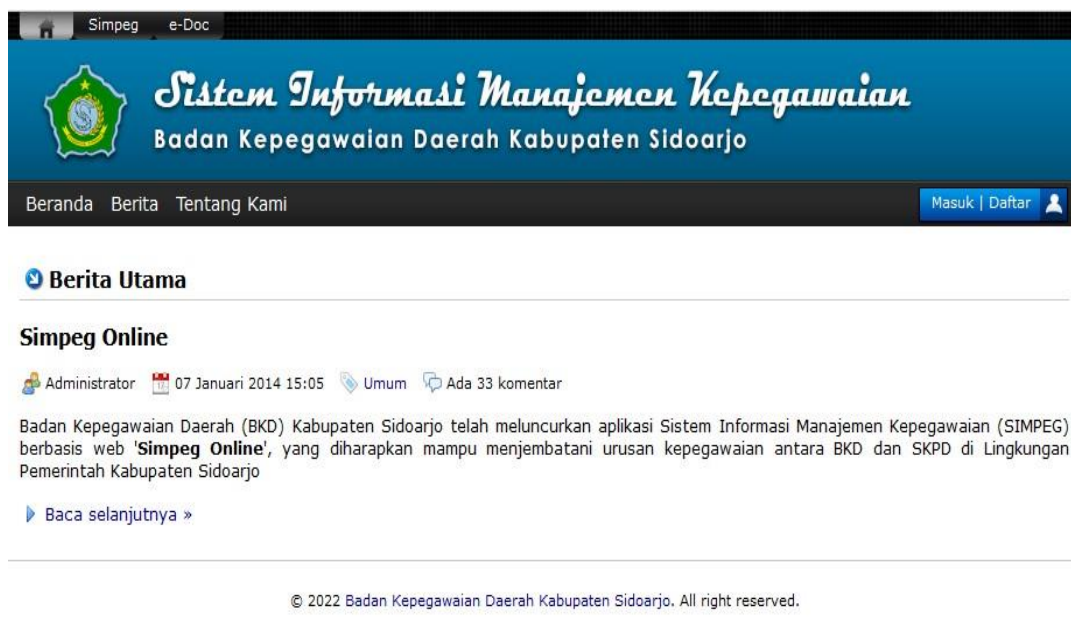 Simpeg e-Doc
Sistem Informasi Manajemen Kepegawaian
Badan Kepegawaian Daerah Kabupaten Sidoarjo
Beranda Berita Tentang Kami Masuk | Daftar
Berita Utama
Simpeg Online
Administrator 07 Januari 2014 15:05 Umum Ada 33 komentar
Badan Kepegawaian Daerah (BKD) Kabupaten Sidoarjo telah meluncurkan aplikasi Sistem Informasi Manajemen Kepegawaian (SIMPEG)
berbasis web 'Simpeg Online', yang diharapkan mampu menjembatani urusan kepegawaian antara BKD dan SKPD di Lingkungan
Pemerintah Kabupaten Sidoarjo
Baca selanjutnya »
© 2022 Badan Kepegawaian Daerah Kabupaten Sidoarjo. All right reserved.